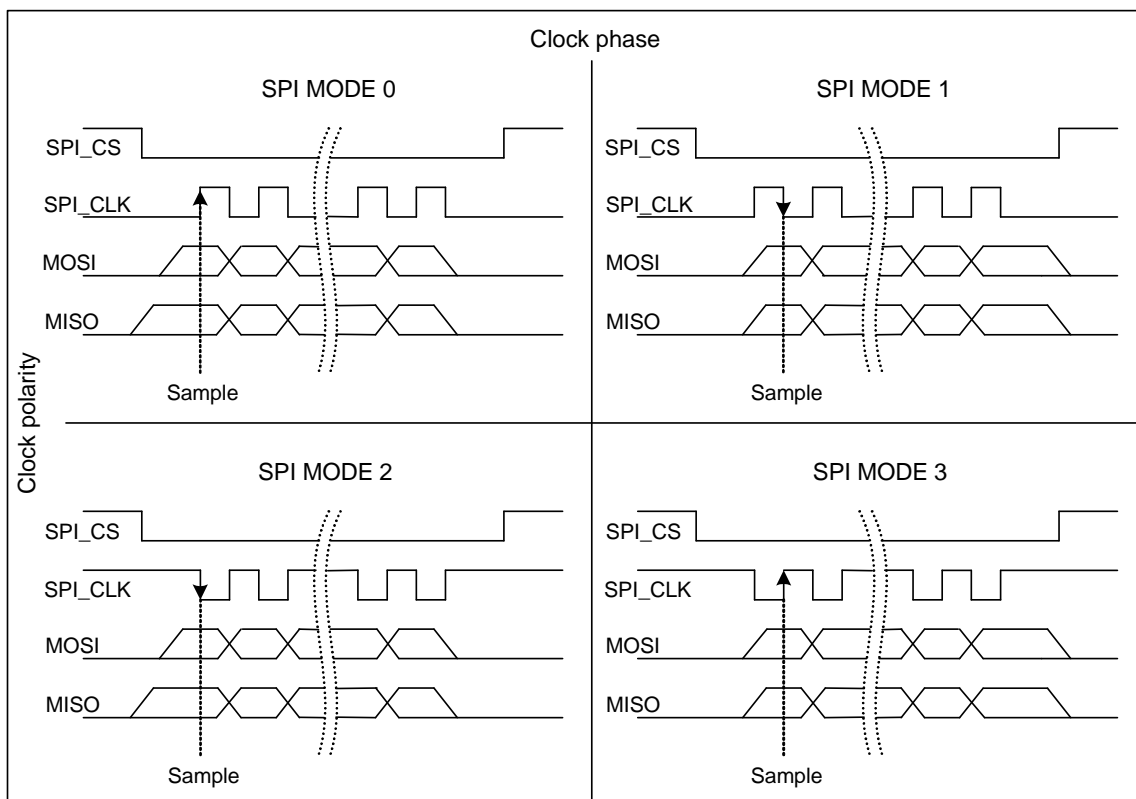 Clock phase
Clock polarity
SPI MODE 0
SPI_CS
SPI_CLK
MOSI
MISO
Sample
SPI MODE 1
SPI_CS
SPI_CLK
MOSI
MISO
Sample
SPI MODE 2
SPI_CS
SPI_CLK
MOSI
MISO
Sample
SPI MODE 3
SPI_CS
SPI_CLK
MOSI
MISO
Sample